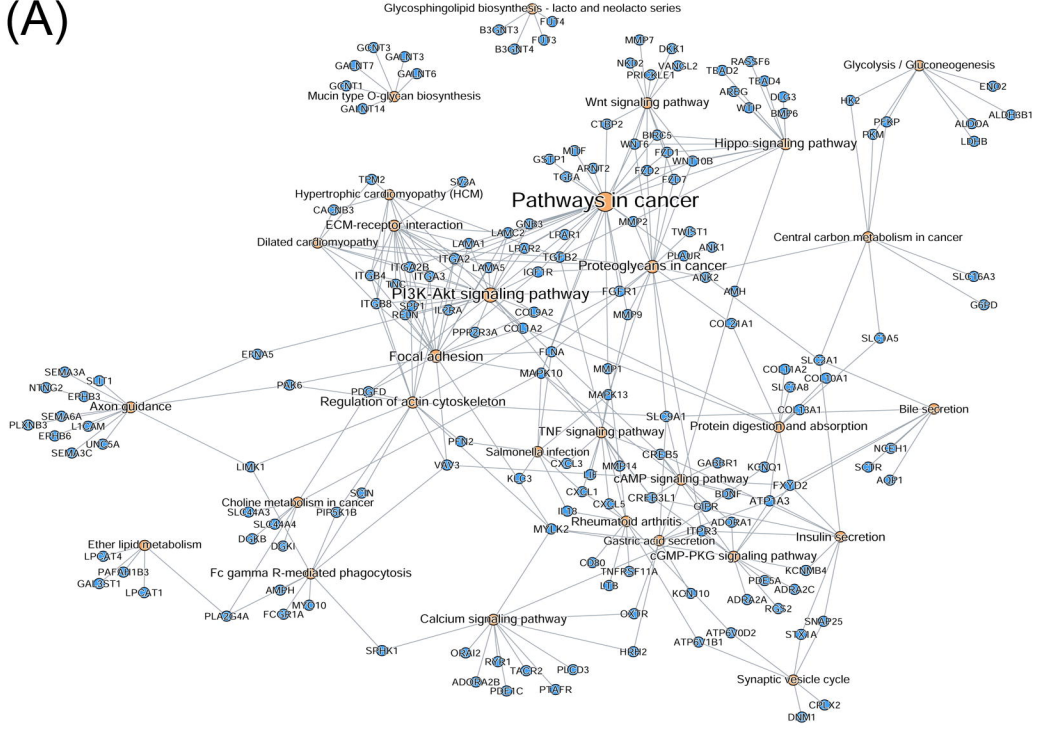 (A)
Glycosphingolipid biosynthesis - lacto and neolacto series
B3GNT3
FUT4
FUT3
B3GNT4
GCNT3
GALNT3
GALNT7
GALNT6
GCNT1
Mucin type O-glycan biosynthesis
GALNT14
MMP7
DKK1
NKD2
VANGL2
PRICKLE1
Wnt signaling pathway
TEAD2
RASSF6
TEAD4
AREG
DLG3
WTIP
BMP6
Hippo signaling pathway
Glycolysis / Gluconeogenesis
ENO2
HK2
ALDH3B1
PFKP
ALDOA
PKM
LDHB
CTBP2
BIRC5
WNT6
MITF
FZD1
GSTP1
WNT10B
ARNT2
FZD2
TGFA
FZD7
TPM2
Hypertrophic cardiomyopathy (HCM)
CACNB3
ECM-receptor interaction
Dilated cardiomyopathy
Pathways in cancer
GNB3
MMP2
LAMC2
LPAR1
TWIST1
LAMA1
LPAR2
ANK1
ITGA2
TGFB2
PLAUR
Central carbon metabolism in cancer
ITGA2B
LAMA5
IGF1R
Proteoglycans in cancer
ITGB4
ITGA3
ANK2
TNC
SLC16A3
PI3K-Akt signaling pathway
FGFR1
AMH
ITGB8
SPP1
IL2RA
COL9A2
G6PD
RELN
MMP9
COL21A1
PPP2R3A
COL1A2
SLC1A5
EFNA5
Focal adhesion
FLNA
SLC2A1
MMP1
COL11A2
SEMA3A
SLIT1
MAPK10
COL10A1
NTNG2
PAK6
SLC7A8
ERBB3
PDGFD
MAPK13
Axon guidance
Regulation of actin cytoskeleton
COL13A1
Bile secretion
SEMA6A
SLC9A1
PLXNB3
L1CAM
Protein digestion and absorption
EPHB6
TNF signaling pathway
UNC5A
PFN2
NCEH1
SEMA3C
Salmonella infection
CREB5
LIMK1
VAV3
CXCL3
MMP14
GABBR1
KCNQ1
SCTR
KLC3
LIF
cAMP signaling pathway
AQP1
FXYD2
SCIN
CXCL1
BDNF
Choline metabolism in cancer
CREB3L1
ATP1A3
SLC44A3
PIP5K1B
CXCL5
GIPR
IL18
SLC44A4
Rheumatoid arthritis
ADORA1
MYLK2
ITPR3
DGKB
Gastric acid secretion
Insulin secretion
Ether lipid metabolism
DGKI
cGMP-PKG signaling pathway
LPCAT4
CD80
KCNMB4
PAFAH1B3
Fc gamma R-mediated phagocytosis
TNFRSF11A
PDE5A
GAL3ST1
LTB
ADRA2C
LPCAT1
AMPH
KCNJ10
ADRA2A
MYO10
RGS2
PLA2G4A
FCGR1A
OXTR
Calcium signaling pathway
SNAP25
ATP6V0D2
STX1A
ATP6V1B1
SPHK1
ORAI2
HRH2
RYR1
TACR2
PLCD3
ADORA2B
Synaptic vesicle cycle
PDE1C
PTAFR
CPLX2
DNM1